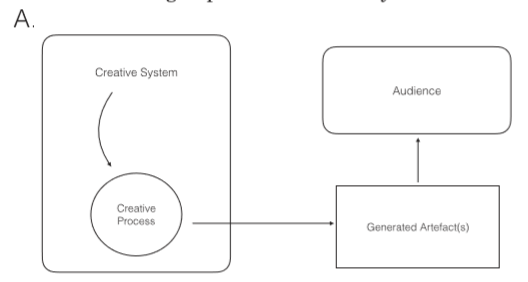 A.
Creative System
Audience
Creative
Process
Generated Artefact(s)